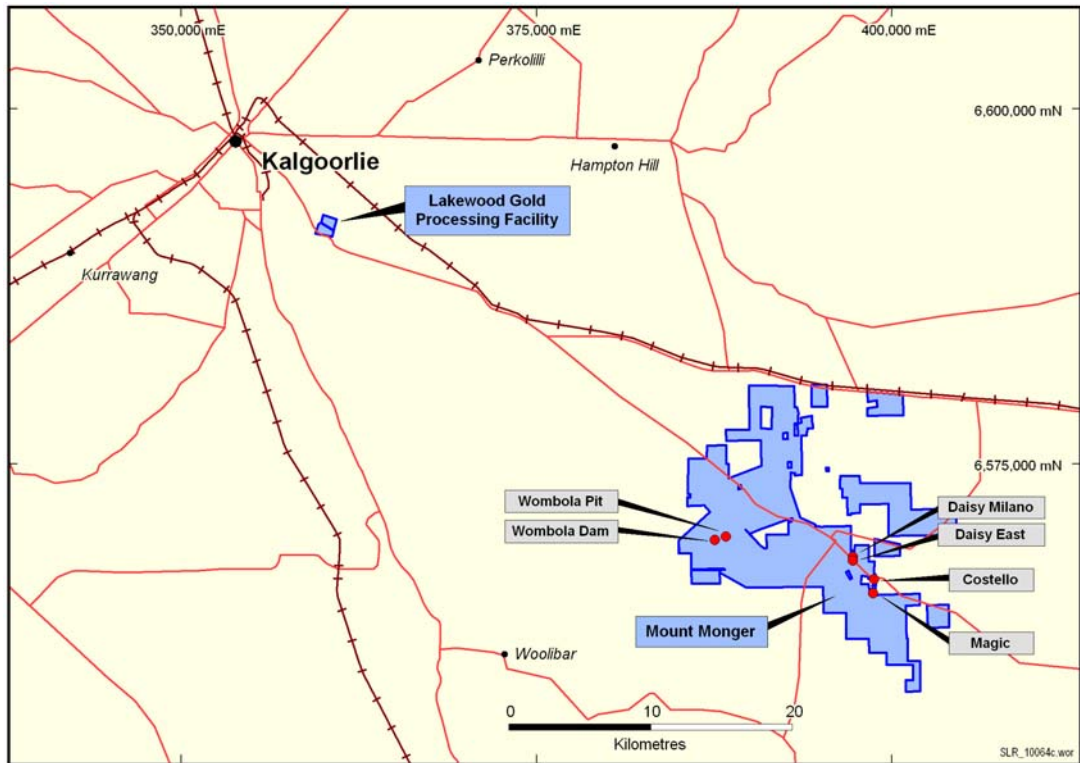 350,000 mE
375,000 mE
400,000 mE
Perkolilli
6,600,000 mN
Kalgoorlie
Hampton Hill
Lakewood Gold
Processing Facility
Kurrawang
6,575,000 mN
Wombola Pit
Wombola Dam
Daisy Milano
Daisy East
Costello
Mount Monger
Magic
Woolibar
0
10
20
Kilometres
SLR_10064c.wor